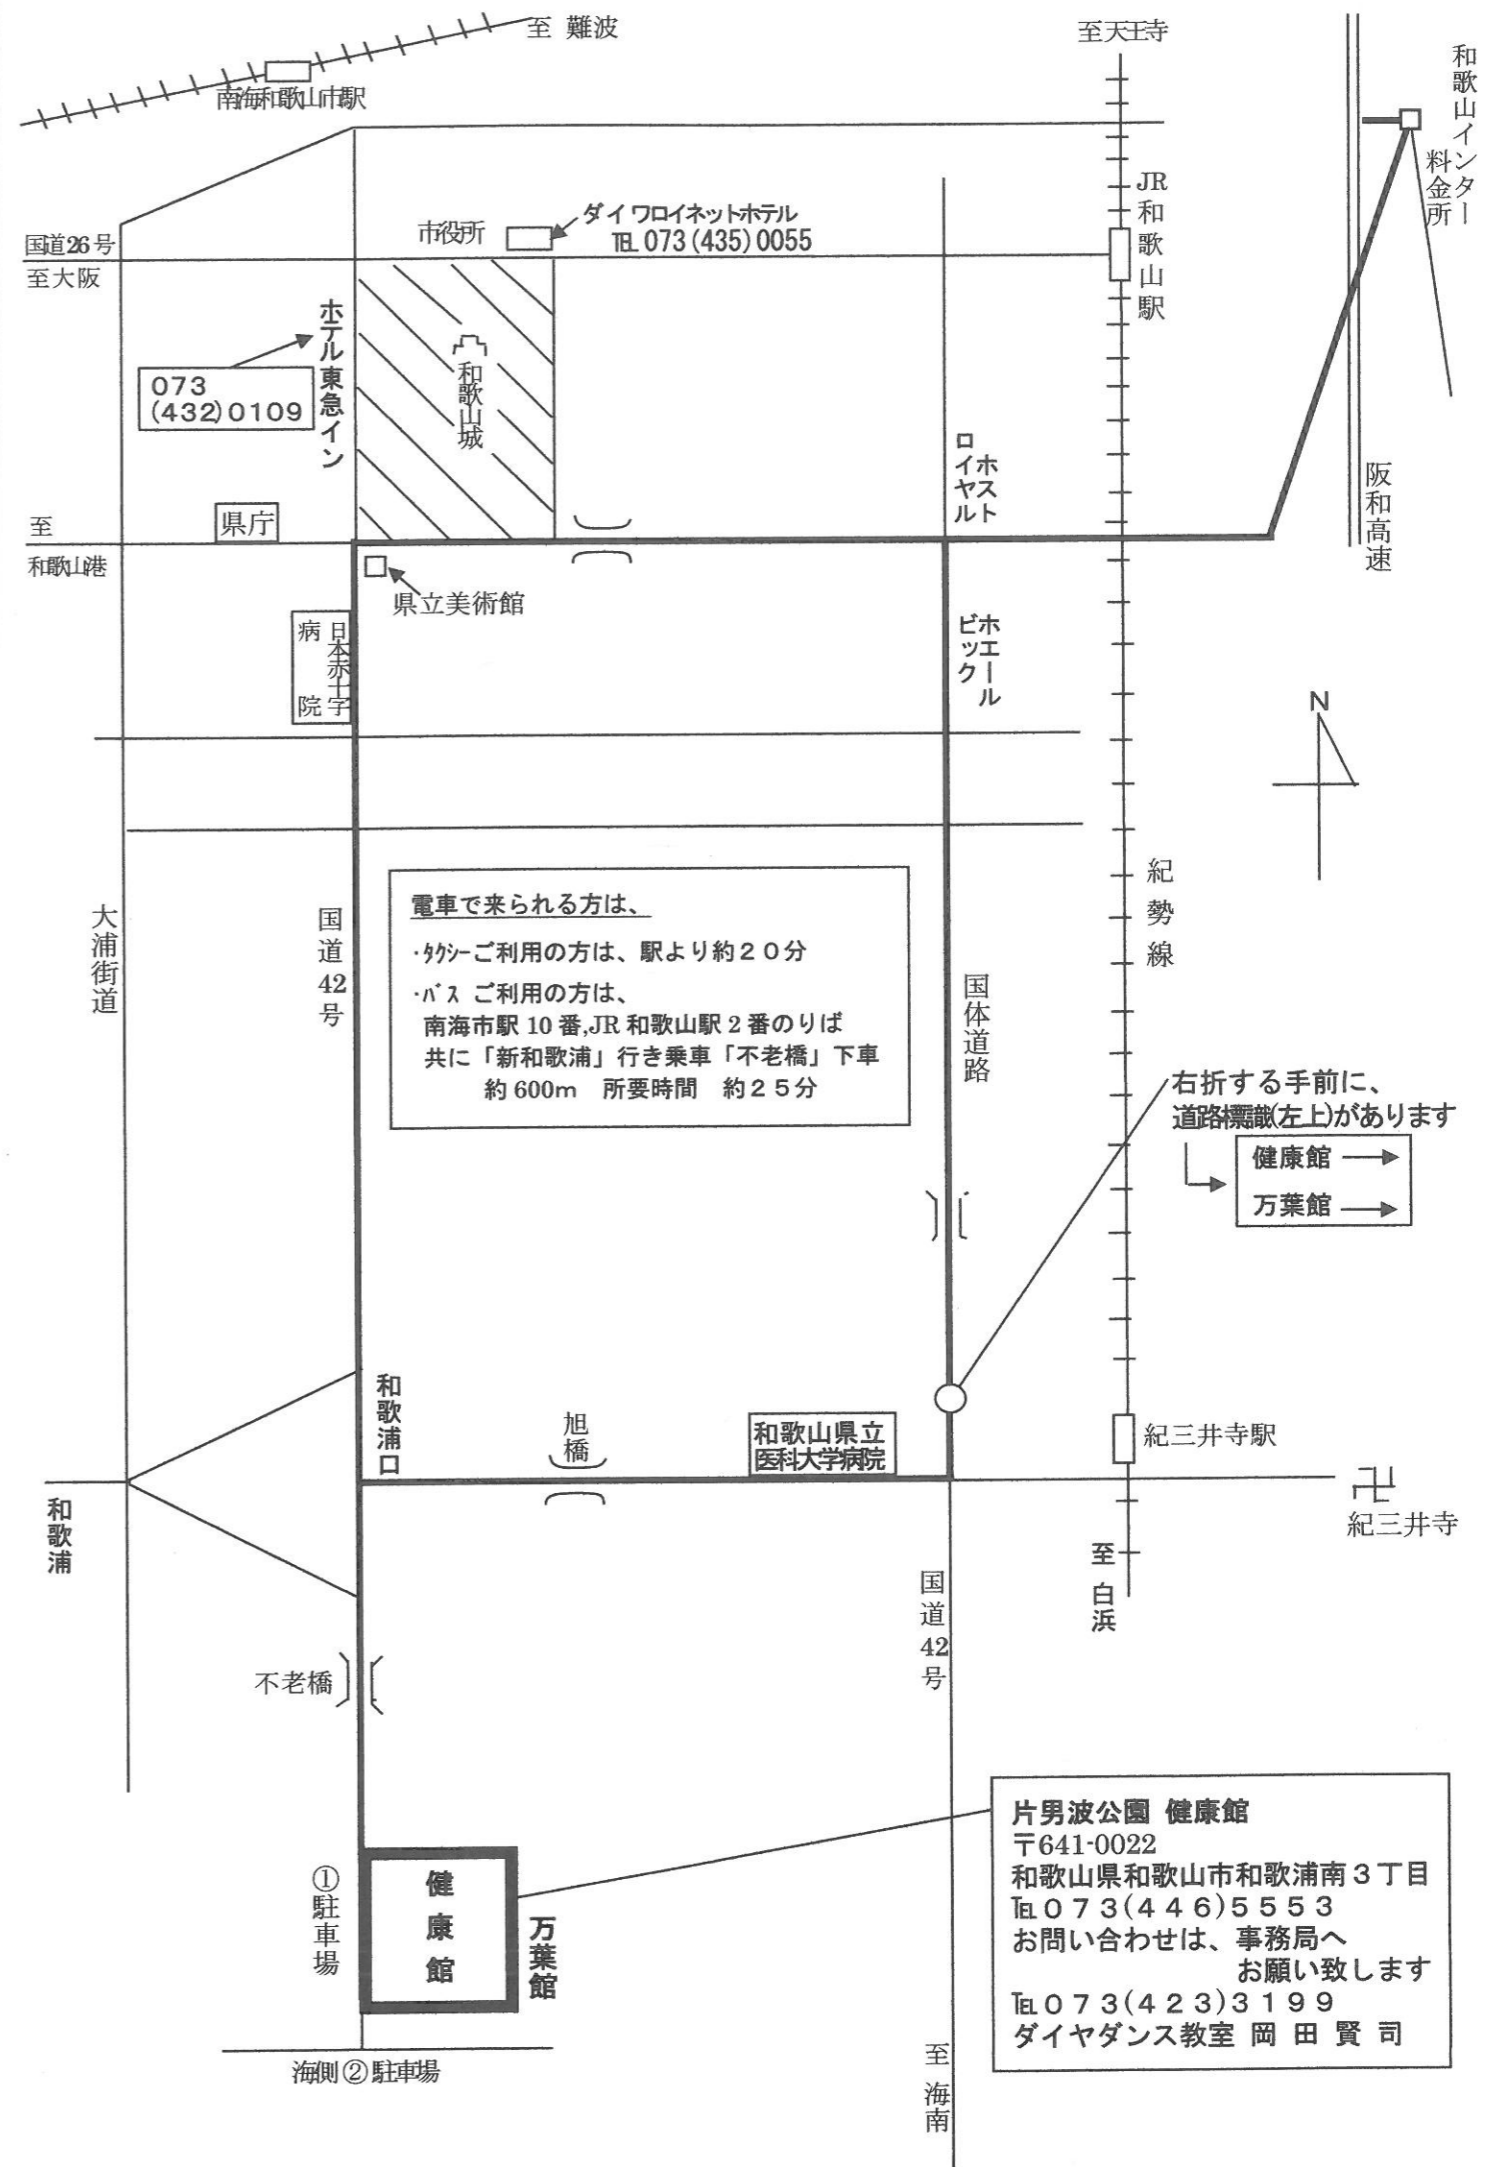 至 難波
南海和歌山市駅
至天王寺
和歌山インター
料金所
JR和歌山駅
市役所
ダイワロイネットホテル
℡ 073(435)0055
国道26号
至大阪
ホテル東急イン
073
(432)0109
和歌山城
ロイヤル
ホスト
阪和高速
県庁
至
和歌山港
県立美術館
日本赤十字
病院
ホエール
ビック
N
大浦街道
国道42号
電車で来られる方は、
・ﾀｸｼｰご利用の方は、駅より約20分
・ﾊﾞｽ ご利用の方は、
南海市駅 10 番,JR 和歌山駅 2 番のりば
共に「新和歌浦」行き乗車「不老橋」下車
約 600m 所要時間 約25分
国体道路
紀勢線
右折する手前に、
道路標識(左上)があります
健康館
万葉館
和歌浦口
旭橋
和歌山県立
医科大学病院
紀三井寺駅
卍
紀三井寺
和歌浦
至白浜
国道42号
不老橋
①駐車場
健康館
万葉館
海側②駐車場
至海南
片男波公園 健康館
〒641-0022
和歌山県和歌山市和歌浦南3丁目
℡073(446)5553
お問い合わせは、事務局へ
お願い致します
℡073(423)3199
ダイヤダンス教室 岡 田 賢 司